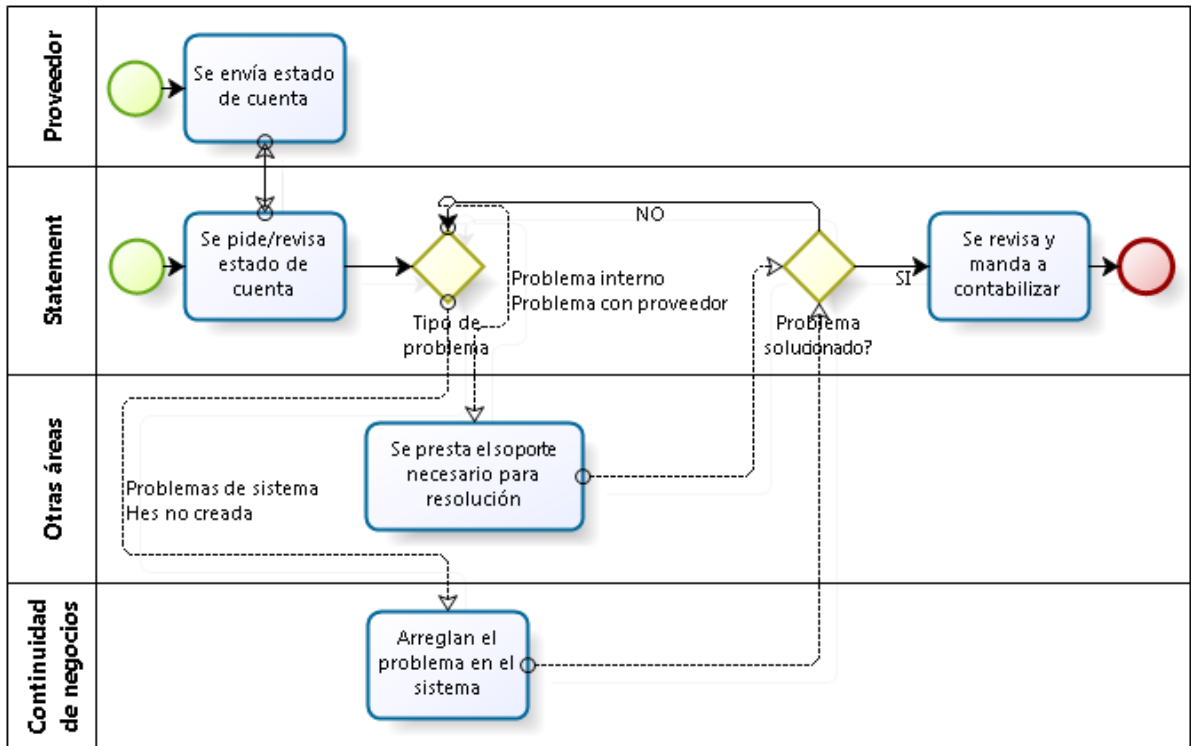 Proveedor
Se envía estado
de cuenta
Statement
Se pide/revisa
estado de
cuenta
Tipo de
problema
Problema interno
Problema con proveedor
NO
Problema
solucionado?
SI
Se revisa y
manda a
contabilizar
Otras áreas
Se presta el soporte
necesario para
resolución
Problemas de sistema
Hes no creada
Continuidad
de negocios
Arreglan el
problema en el
sistema